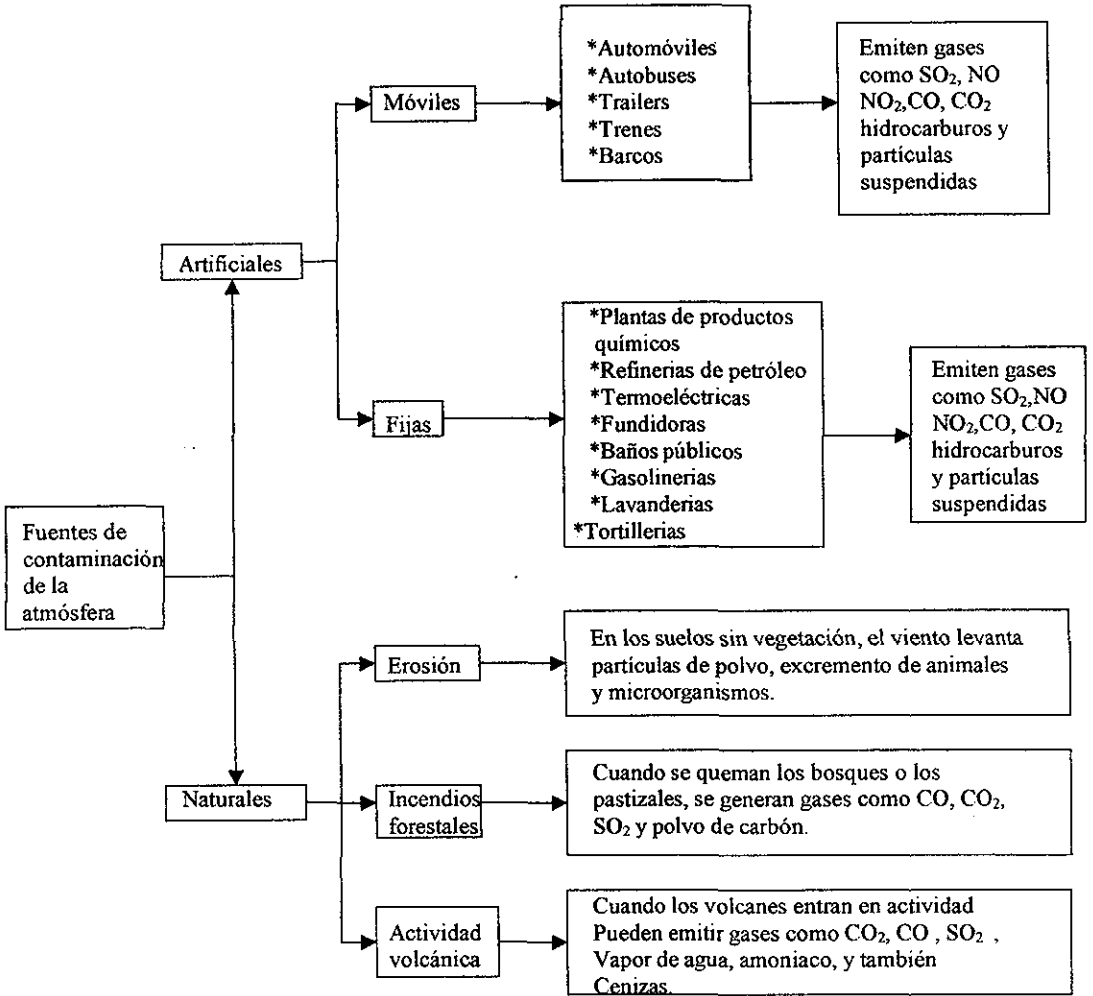 *Automóviles
*Autobuses
*Trailers
*Trenes
*Barcos
Emiten gases
como SO₂, NO
NO₂,CO, CO₂
hidrocarburos y
partículas
suspendidas
Móviles
Artificiales
*Plantas de productos
químicos
*Refinerias de petróleo
*Termoeléctricas
*Fundidoras
*Baños públicos
*Gasolinerias
*Lavanderias
*Tortillerias
Emiten gases
como SO₂,NO
NO₂,CO, CO₂
hidrocarburos
y partículas
suspendidas
Fijas
Fuentes de
contaminación
de la
atmósfera
Erosión
En los suelos sin vegetación, el viento levanta
partículas de polvo, excremento de animales
y microorganismos.
Naturales
Incendios
forestales
Cuando se queman los bosques o los
pastizales, se generan gases como CO, CO₂,
SO₂ y polvo de carbón.
Actividad
volcánica
Cuando los volcanes entran en actividad
Pueden emitir gases como CO₂, CO , SO₂ ,
Vapor de agua, amoniaco, y también
Cenizas.